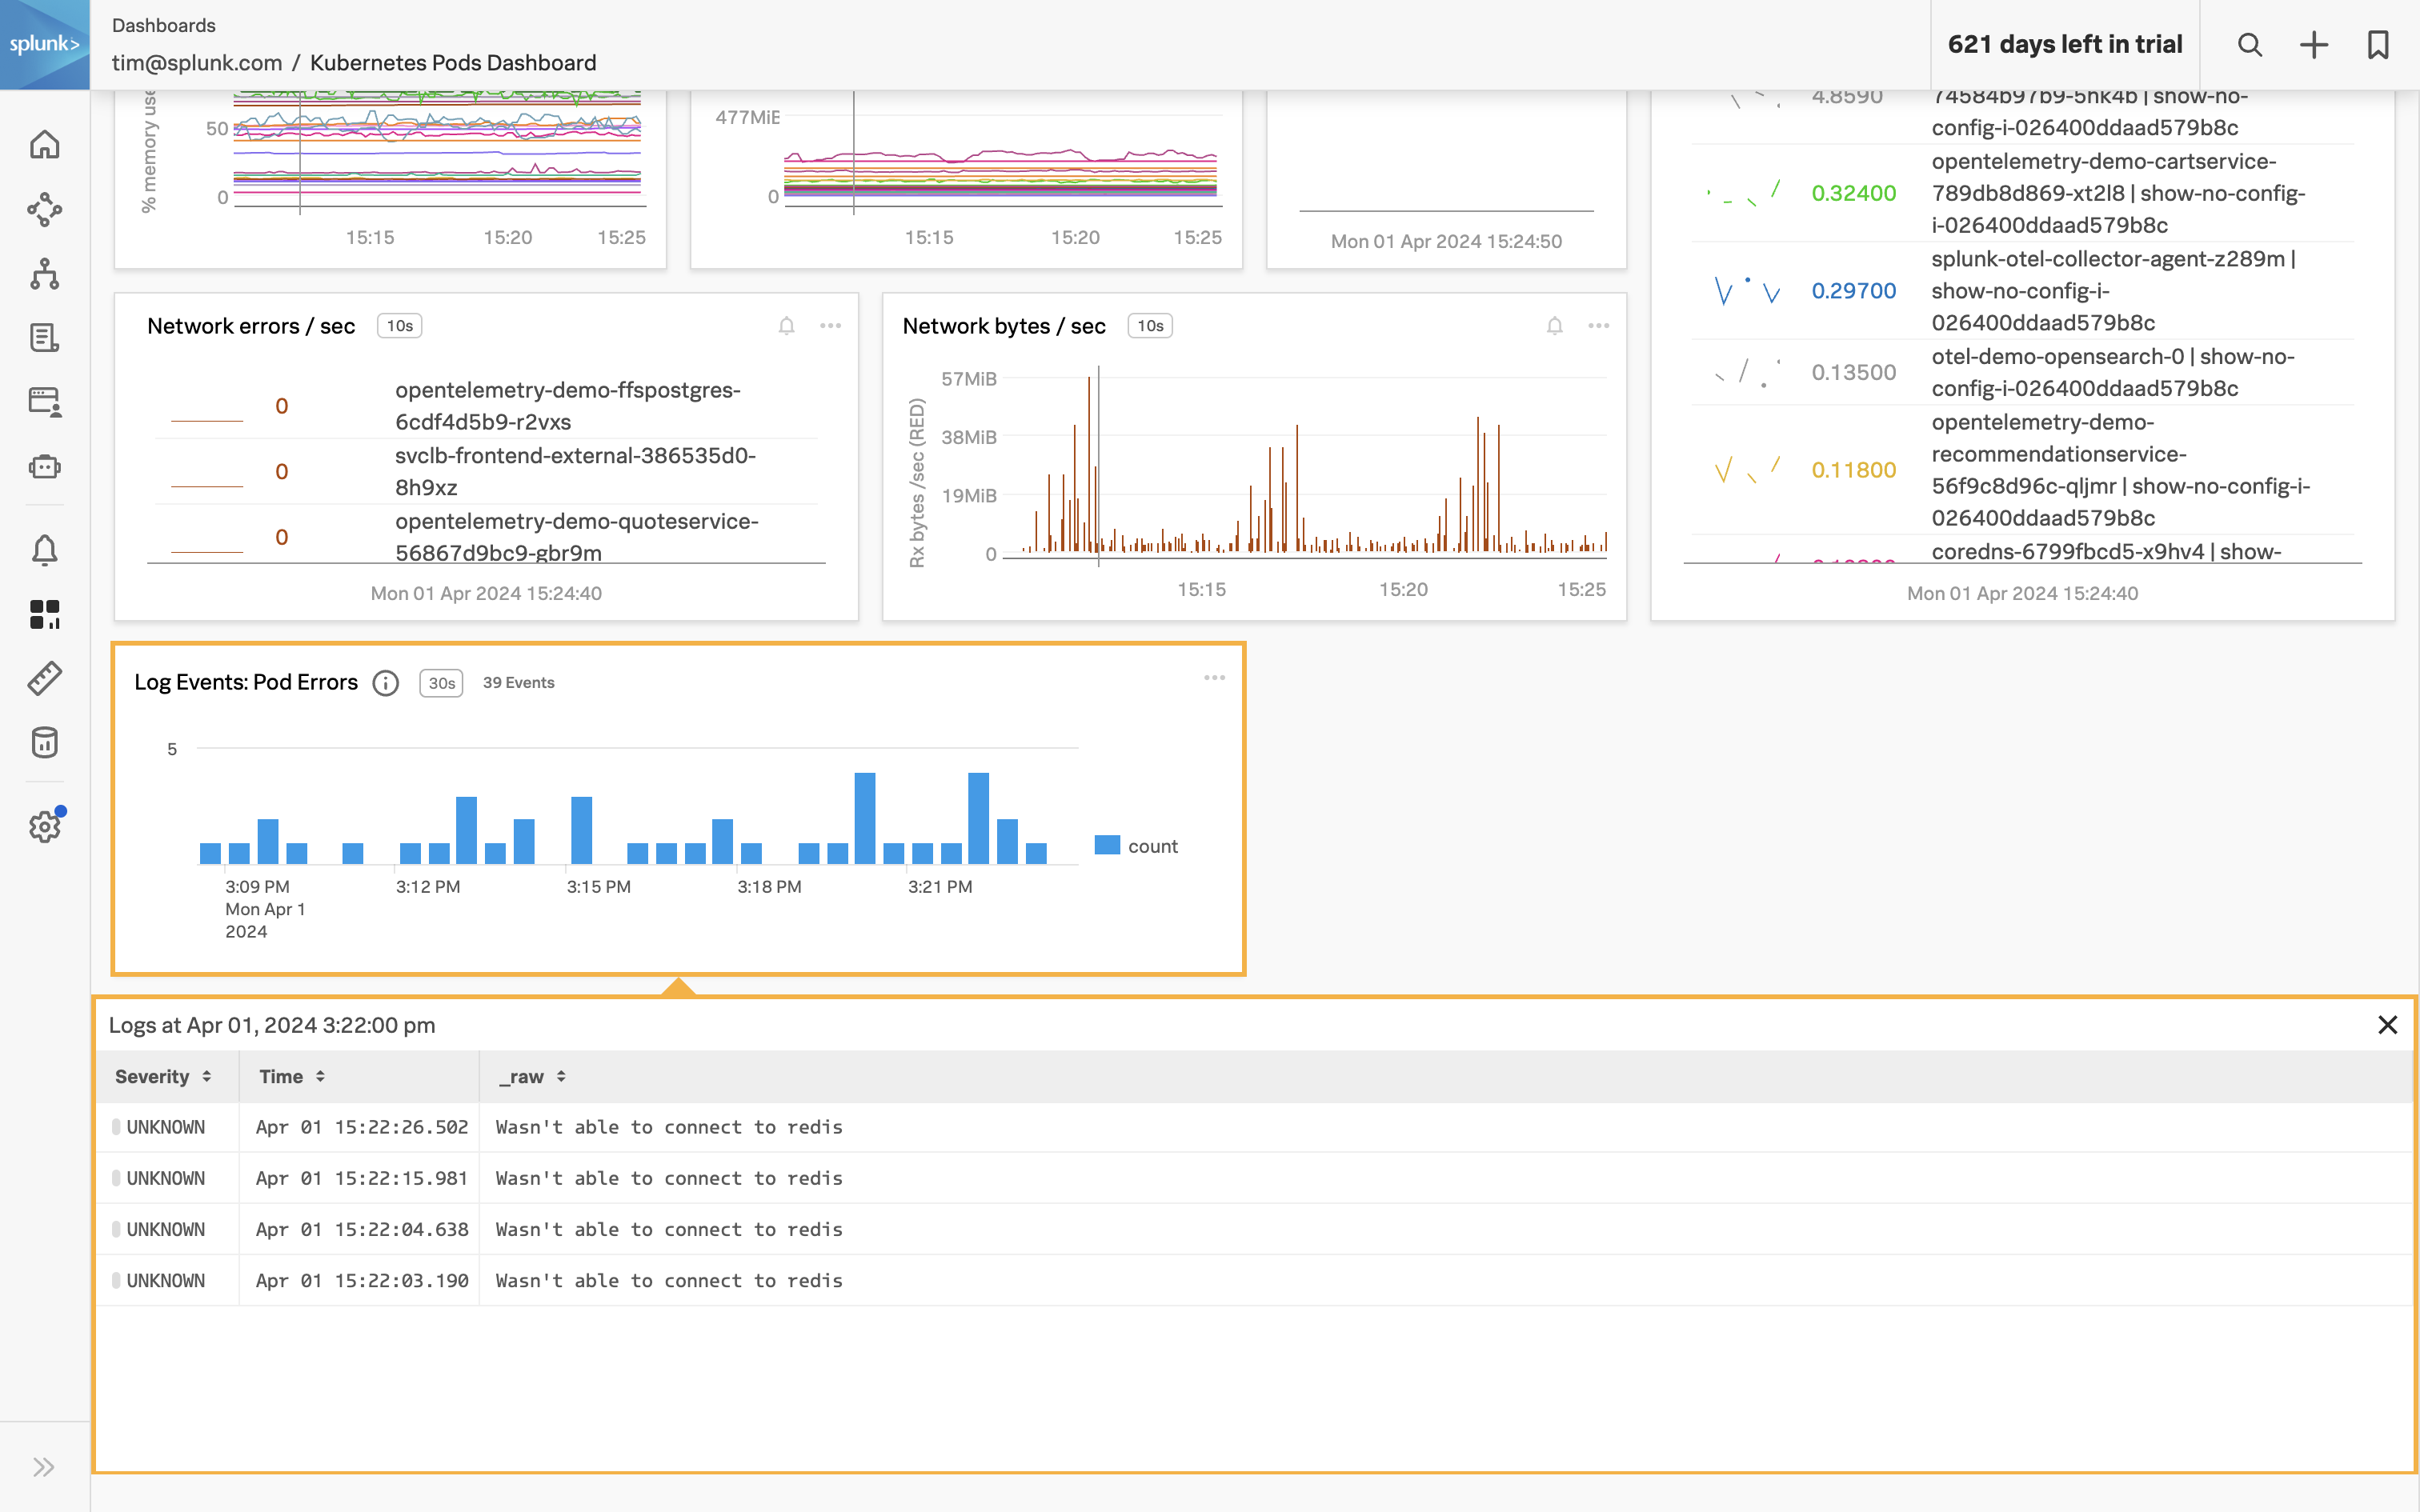 splunk>
Dashboards
tim@splunk.com / Kubernetes Pods Dashboard
621 days left in trial
% memory use
50
0
15:15
15:20
15:25
477MiB
0
15:15
15:20
15:25
Mon 01 Apr 2024 15:24:50
4.8590
74584b97b9-5hk4b | show-no-
config-i-026400ddaad579b8c
0.32400
opentelemetry-demo-cartservice-
789db8d869-xt2l8 | show-no-config-
i-026400ddaad579b8c
0.29700
splunk-otel-collector-agent-z289m |
show-no-config-i-
026400ddaad579b8c
0.13500
otel-demo-opensearch-0 | show-no-
config-i-026400ddaad579b8c
0.11800
opentelemetry-demo-
recommendationservice-
56f9c8d96c-qljmr | show-no-config-i-
026400ddaad579b8c
coredns-6799fbcd5-x9hv4 | show-
Mon 01 Apr 2024 15:24:40
Network errors / sec 10s
0
opentelemetry-demo-ffspostgres-
6cdf4d5b9-r2vxs
0
svclb-frontend-external-386535d0-
8h9xz
0
opentelemetry-demo-quoteservice-
56867d9bc9-gbr9m
Mon 01 Apr 2024 15:24:40
Network bytes / sec 10s
Rx bytes /sec (RED)
57MiB
38MiB
19MiB
0
15:15
15:20
15:25
Log Events: Pod Errors 30s 39 Events
5
count
3:09 PM
Mon Apr 1
2024
3:12 PM
3:15 PM
3:18 PM
3:21 PM
Logs at Apr 01, 2024 3:22:00 pm
Severity Time _raw
UNKNOWN Apr 01 15:22:26.502 Wasn't able to connect to redis
UNKNOWN Apr 01 15:22:15.981 Wasn't able to connect to redis
UNKNOWN Apr 01 15:22:04.638 Wasn't able to connect to redis
UNKNOWN Apr 01 15:22:03.190 Wasn't able to connect to redis